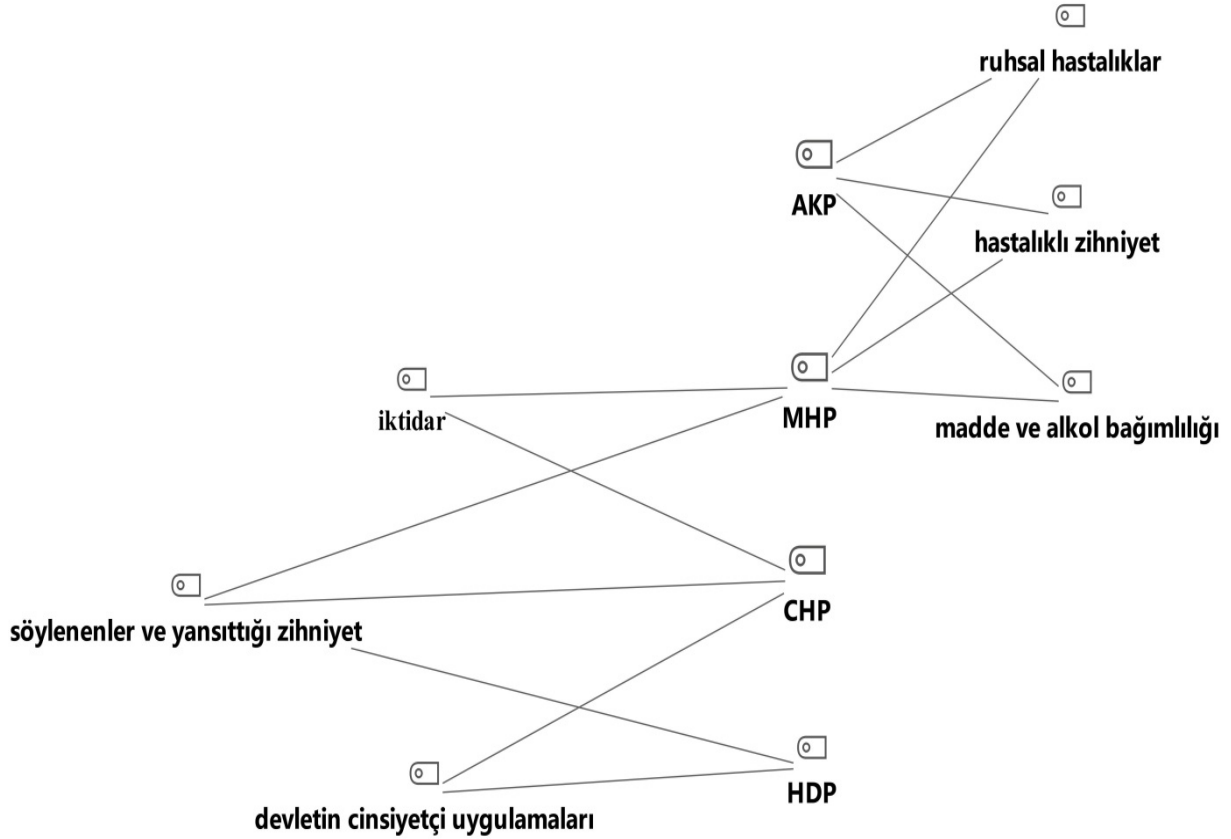 ruhsal hastalıklar
AKP
hastalıklı zihniyet
iktidar
MHP
madde ve alkol bağımlılığı
CHP
söylenenler ve yansıttığı zihniyet
HDP
devletin cinsiyetçi uygulamaları